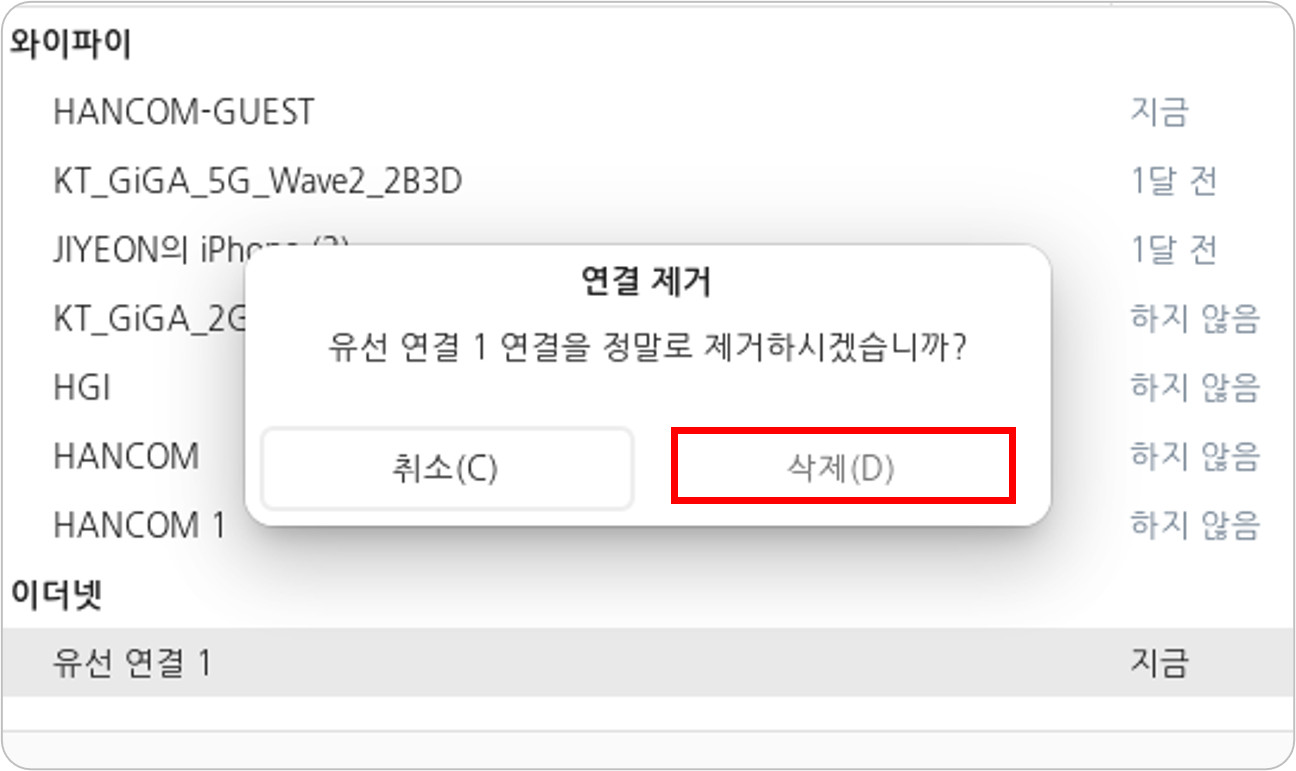 와이파이
HANCOM-GUEST 지금
KT_GiGA_5G_Wave2_2B3D 1달 전
JIYEON의 iPhone (2) 1달 전
연결 제거
KT_GiGA_2G 하지 않음
유선 연결 1 연결을 정말로 제거하시겠습니까?
HGI 하지 않음
HANCOM 하지 않음
취소(C) 삭제(D)
HANCOM 1 하지 않음
이더넷
유선 연결 1 지금